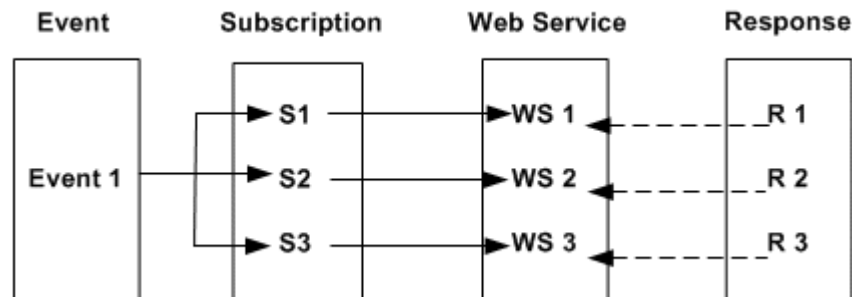 Event Subscription Web Service Response
S1 WS 1 R 1
Event 1 S2 WS 2 R 2
S3 WS 3 R 3